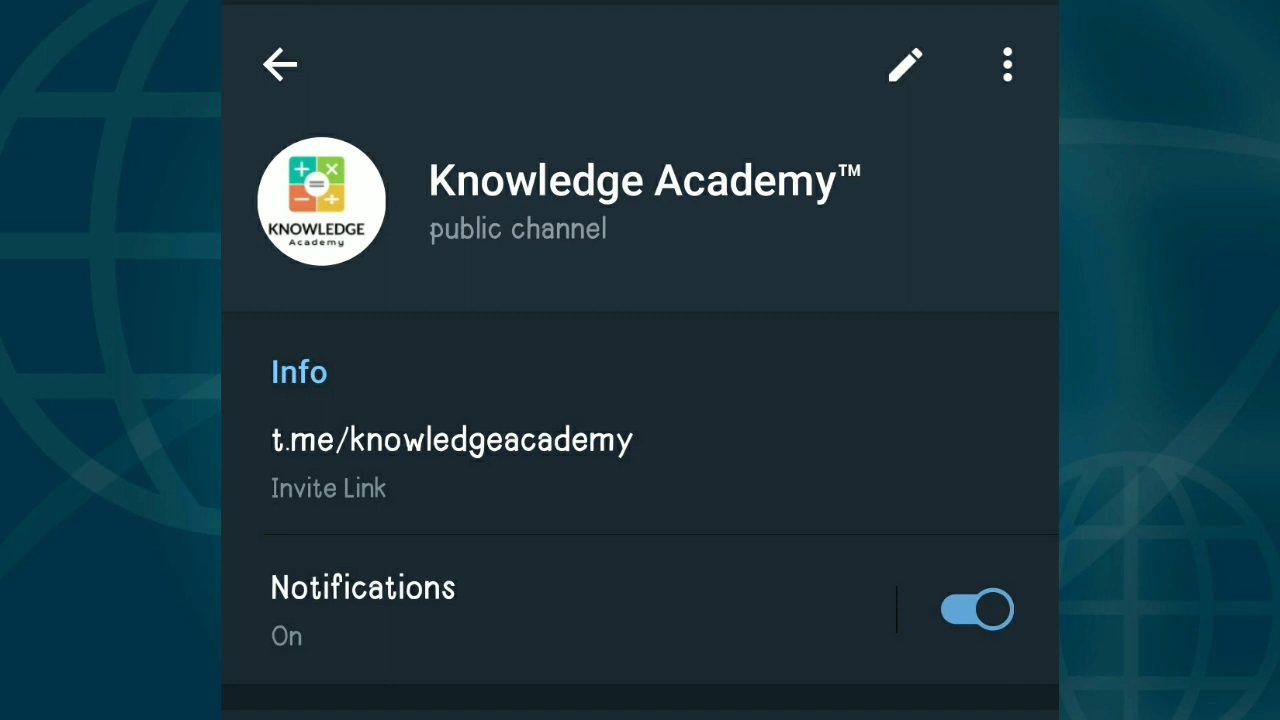 KNOWLEDGE
Academy
Knowledge Academy™
public channel
Info
t.me/knowledgeacademy
Invite Link
Notifications
On